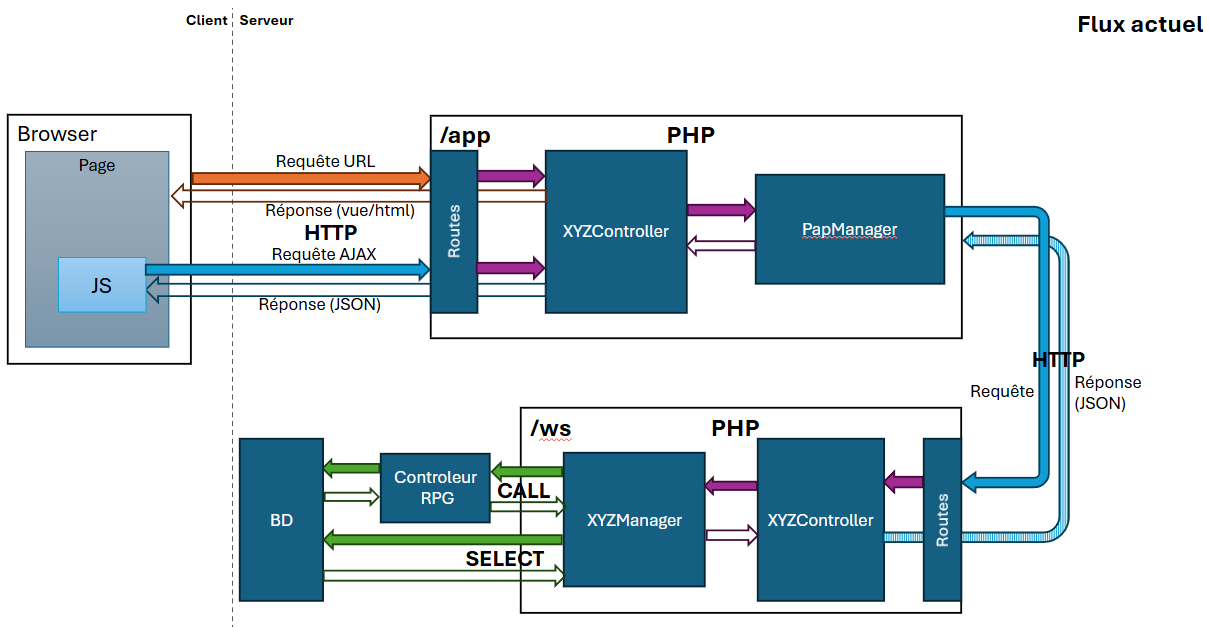 Client
Serveur
Flux actuel
Browser
Page
JS
Requête URL
Réponse (vue/html)
HTTP
Requête AJAX
Réponse (JSON)
/app
PHP
Routes
XYZController
PapManager
HTTP
Requête
Réponse
(JSON)
/ws
PHP
BD
Controleur
RPG
CALL
SELECT
XYZManager
XYZController
Routes